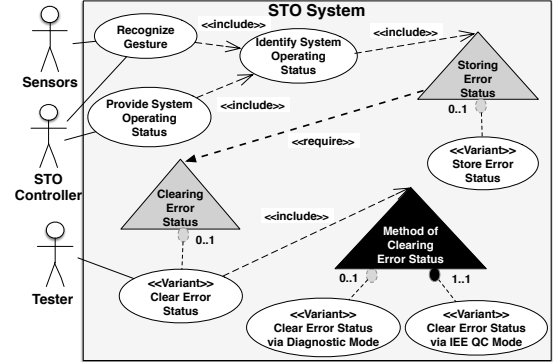 STO System
Recognize
Gesture
<<include>>
Identify System
Operating
Status
<<include>>
Sensors
Storing
Error
Status
Provide System
Operating
Status
<<include>>
0..1
<<require>>
<<Variant>>
Store Error
Status
STO
Controller
Clearing
Error
Status
<<include>>
0..1
Method of
Clearing
Error Status
0..1
1..1
Tester
<<Variant>>
Clear Error
Status
<<Variant>>
Clear Error Status
via Diagnostic Mode
<<Variant>>
Clear Error Status
via IEE QC Mode